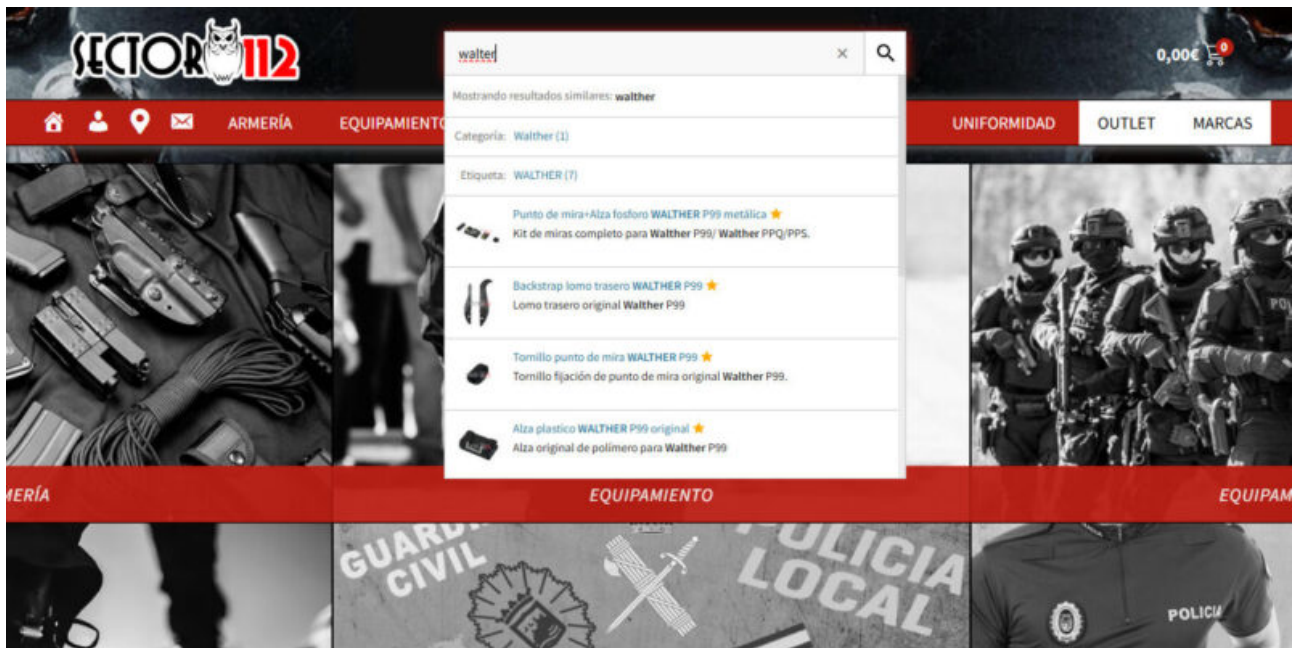 SECTOR 112
walter
0,00€ 0
ARMERÍA
EQUIPAMIENTO
UNIFORMIDAD
OUTLET
MARCAS
Mostrando resultados similares: walther
Categoría: Walther (1)
Etiqueta: WALTHER (7)
Punto de mira+Alza fosforo WALTHER P99 metálica
Kit de miras completo para Walther P99/ Walther PPQ/PPS.
Backstrap lomo trasero WALTHER P99
Lomo trasero original Walther P99
Tornillo punto de mira WALTHER P99
Tornillo fijación de punto de mira original Walther P99.
Alza plastico WALTHER P99 original
Alza original de polímero para Walther P99
MERÍA
EQUIPAMIENTO
EQUIPAM
GUARDI
CIVIL
POLICIA
LOCAL
POLICIA